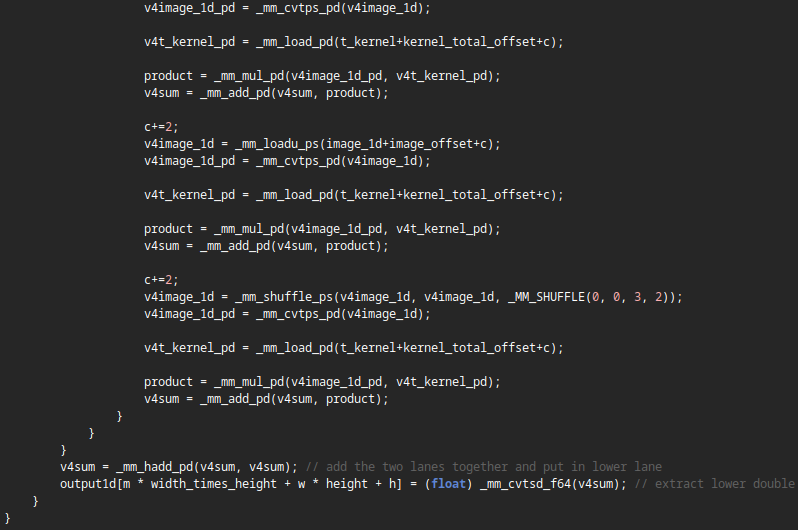 v4image_1d_pd = _mm_cvtps_pd(v4image_1d);
v4t_kernel_pd = _mm_load_pd(t_kernel+kernel_total_offset+c);
product = _mm_mul_pd(v4image_1d_pd, v4t_kernel_pd);
v4sum = _mm_add_pd(v4sum, product);
c+=2;
v4image_1d = _mm_loadu_ps(image_1d+image_offset+c);
v4image_1d_pd = _mm_cvtps_pd(v4image_1d);
v4t_kernel_pd = _mm_load_pd(t_kernel+kernel_total_offset+c);
product = _mm_mul_pd(v4image_1d_pd, v4t_kernel_pd);
v4sum = _mm_add_pd(v4sum, product);
c+=2;
v4image_1d = _mm_shuffle_ps(v4image_1d, v4image_1d, _MM_SHUFFLE(0, 0, 3, 2));
v4image_1d_pd = _mm_cvtps_pd(v4image_1d);
v4t_kernel_pd = _mm_load_pd(t_kernel+kernel_total_offset+c);
product = _mm_mul_pd(v4image_1d_pd, v4t_kernel_pd);
v4sum = _mm_add_pd(v4sum, product);
}
}
}
v4sum = _mm_hadd_pd(v4sum, v4sum); // add the two lanes together and put in lower lane
output1d[m * width_times_height + w * height + h] = (float) _mm_cvtsd_f64(v4sum); // extract lower double
}
}